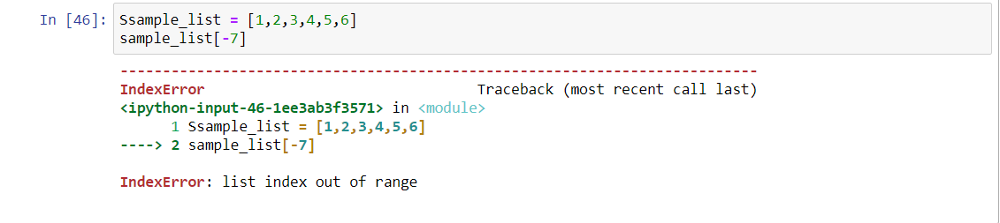 In [46]: Ssample_list = [1,2,3,4,5,6]
sample_list[-7]
---------------------------------------------------------------------------
IndexError                                Traceback (most recent call last)
<ipython-input-46-1ee3ab3f3571> in <module>
      1 Ssample_list = [1,2,3,4,5,6]
----> 2 sample_list[-7]
IndexError: list index out of range